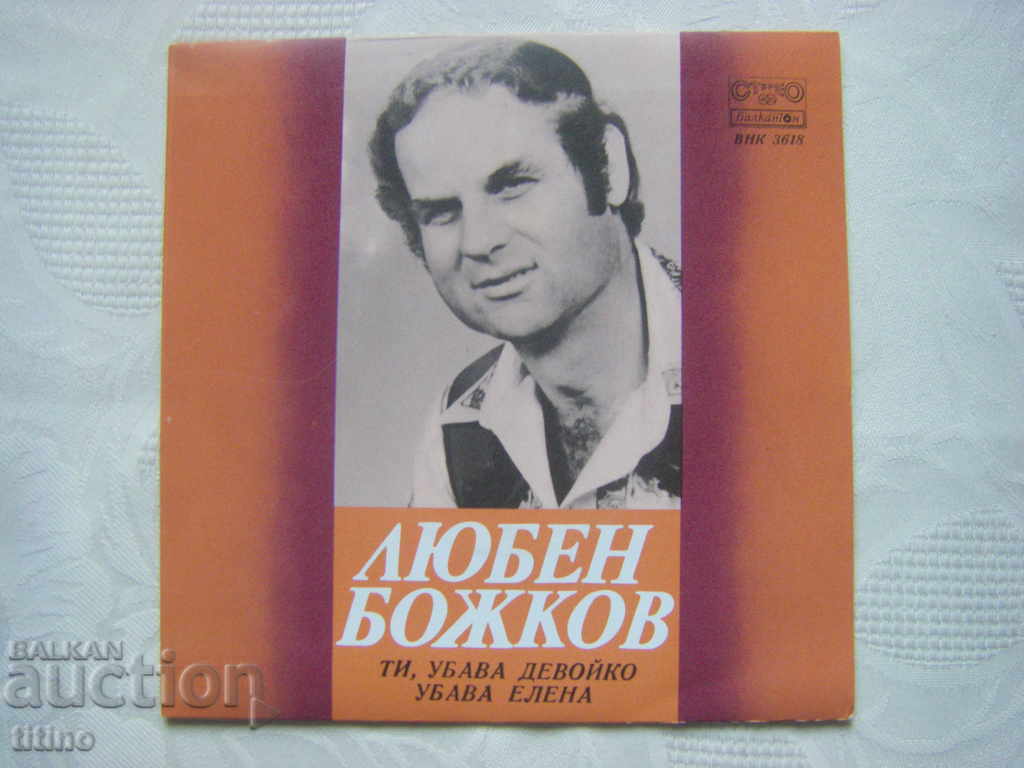 СТЕРЕО
Балкантон
ВНК 3618
ЛЮБЕН
БОЖКОВ
ТИ, УБАВА ДЕВОЙКО
УБАВА ЕЛЕНА
BALKAN
auction
titino